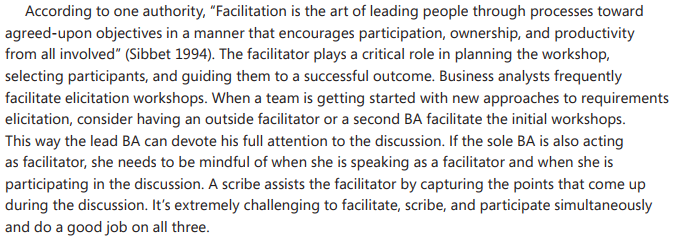 According to one authority, “Facilitation is the art of leading people through processes toward
agreed-upon objectives in a manner that encourages participation, ownership, and productivity
from all involved” (Sibbet 1994). The facilitator plays a critical role in planning the workshop,
selecting participants, and guiding them to a successful outcome. Business analysts frequently
facilitate elicitation workshops. When a team is getting started with new approaches to requirements
elicitation, consider having an outside facilitator or a second BA facilitate the initial workshops.
This way the lead BA can devote his full attention to the discussion. If the sole BA is also acting
as facilitator, she needs to be mindful of when she is speaking as a facilitator and when she is
participating in the discussion. A scribe assists the facilitator by capturing the points that come up
during the discussion. It’s extremely challenging to facilitate, scribe, and participate simultaneously
and do a good job on all three.